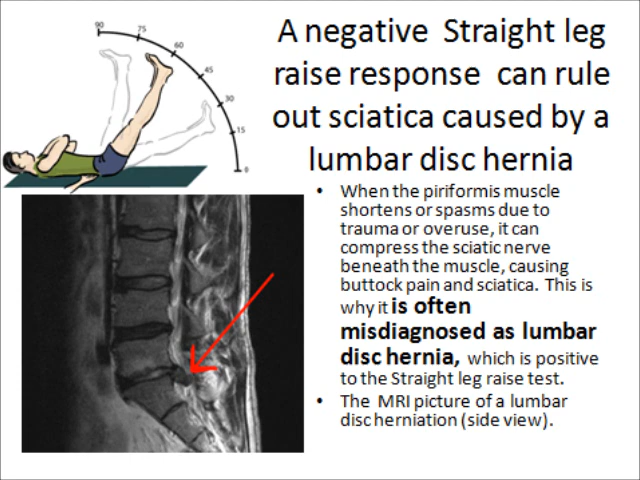 A negative  Straight leg
raise response  can rule
out sciatica caused by a
lumbar disc hernia
90
75
60
45
30
15
0
• When the piriformis muscle
shortens or spasms due to
trauma or overuse, it can
compress the sciatic nerve
beneath the muscle, causing
buttock pain and sciatica.  This is
why it is often
misdiagnosed as lumbar
disc hernia, which is positive
to the Straight leg raise test.
• The  MRI picture of a lumbar
disc herniation (side view).